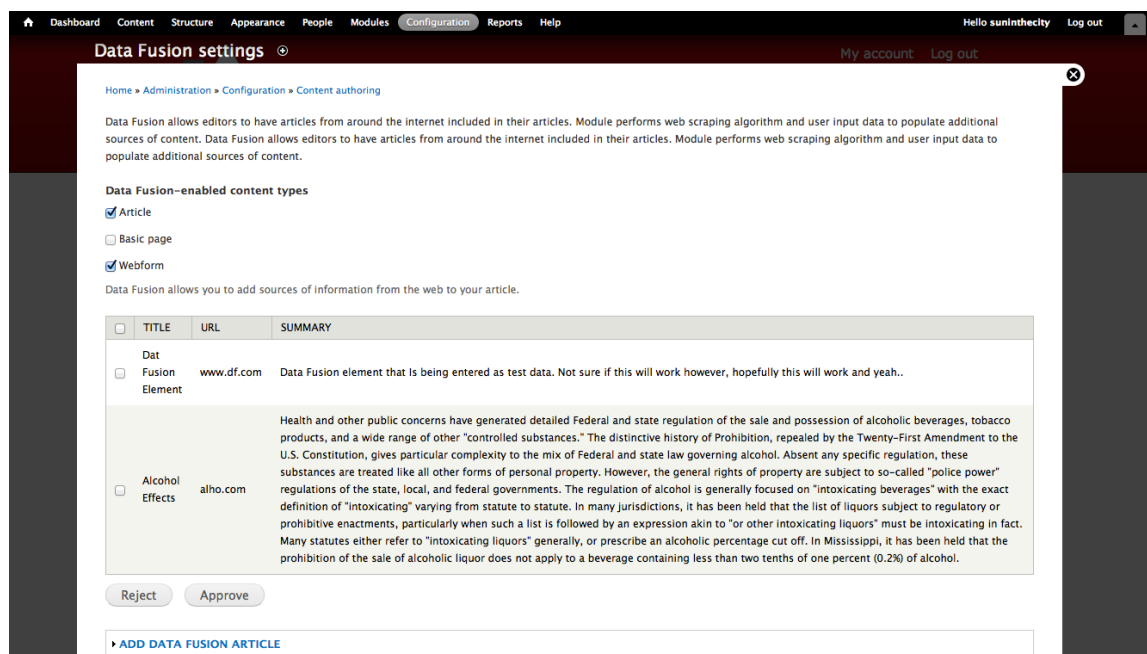 Dashboard Content Structure Appearance People Modules Configuration Reports Help Hello suninthecity Log out
Data Fusion settings
My account Log out
Home » Administration » Configuration » Content authoring
Data Fusion allows editors to have articles from around the internet included in their articles. Module performs web scraping algorithm and user input data to populate additional
sources of content. Data Fusion allows editors to have articles from around the internet included in their articles. Module performs web scraping algorithm and user input data to
populate additional sources of content.
Data Fusion-enabled content types
Article
Basic page
Webform
Data Fusion allows you to add sources of information from the web to your article.
TITLE URL SUMMARY
Dat
Fusion www.df.com Data Fusion element that Is being entered as test data. Not sure if this will work however, hopefully this will work and yeah..
Element
Health and other public concerns have generated detailed Federal and state regulation of the sale and possession of alcoholic beverages, tobacco
products, and a wide range of other "controlled substances." The distinctive history of Prohibition, repealed by the Twenty-First Amendment to the
U.S. Constitution, gives particular complexity to the mix of Federal and state law governing alcohol. Absent any specific regulation, these
substances are treated like all other forms of personal property. However, the general rights of property are subject to so-called "police power"
Alcohol
Effects alho.com regulations of the state, local, and federal governments. The regulation of alcohol is generally focused on "intoxicating beverages" with the exact
definition of "intoxicating" varying from statute to statute. In many jurisdictions, it has been held that the list of liquors subject to regulatory or
prohibitive enactments, particularly when such a list is followed by an expression akin to "or other intoxicating liquors" must be intoxicating in fact.
Many statutes either refer to "intoxicating liquors" generally, or prescribe an alcoholic percentage cut off. In Mississippi, it has been held that the
prohibition of the sale of alcoholic liquor does not apply to a beverage containing less than two tenths of one percent (0.2%) of alcohol.
Reject Approve
ADD DATA FUSION ARTICLE